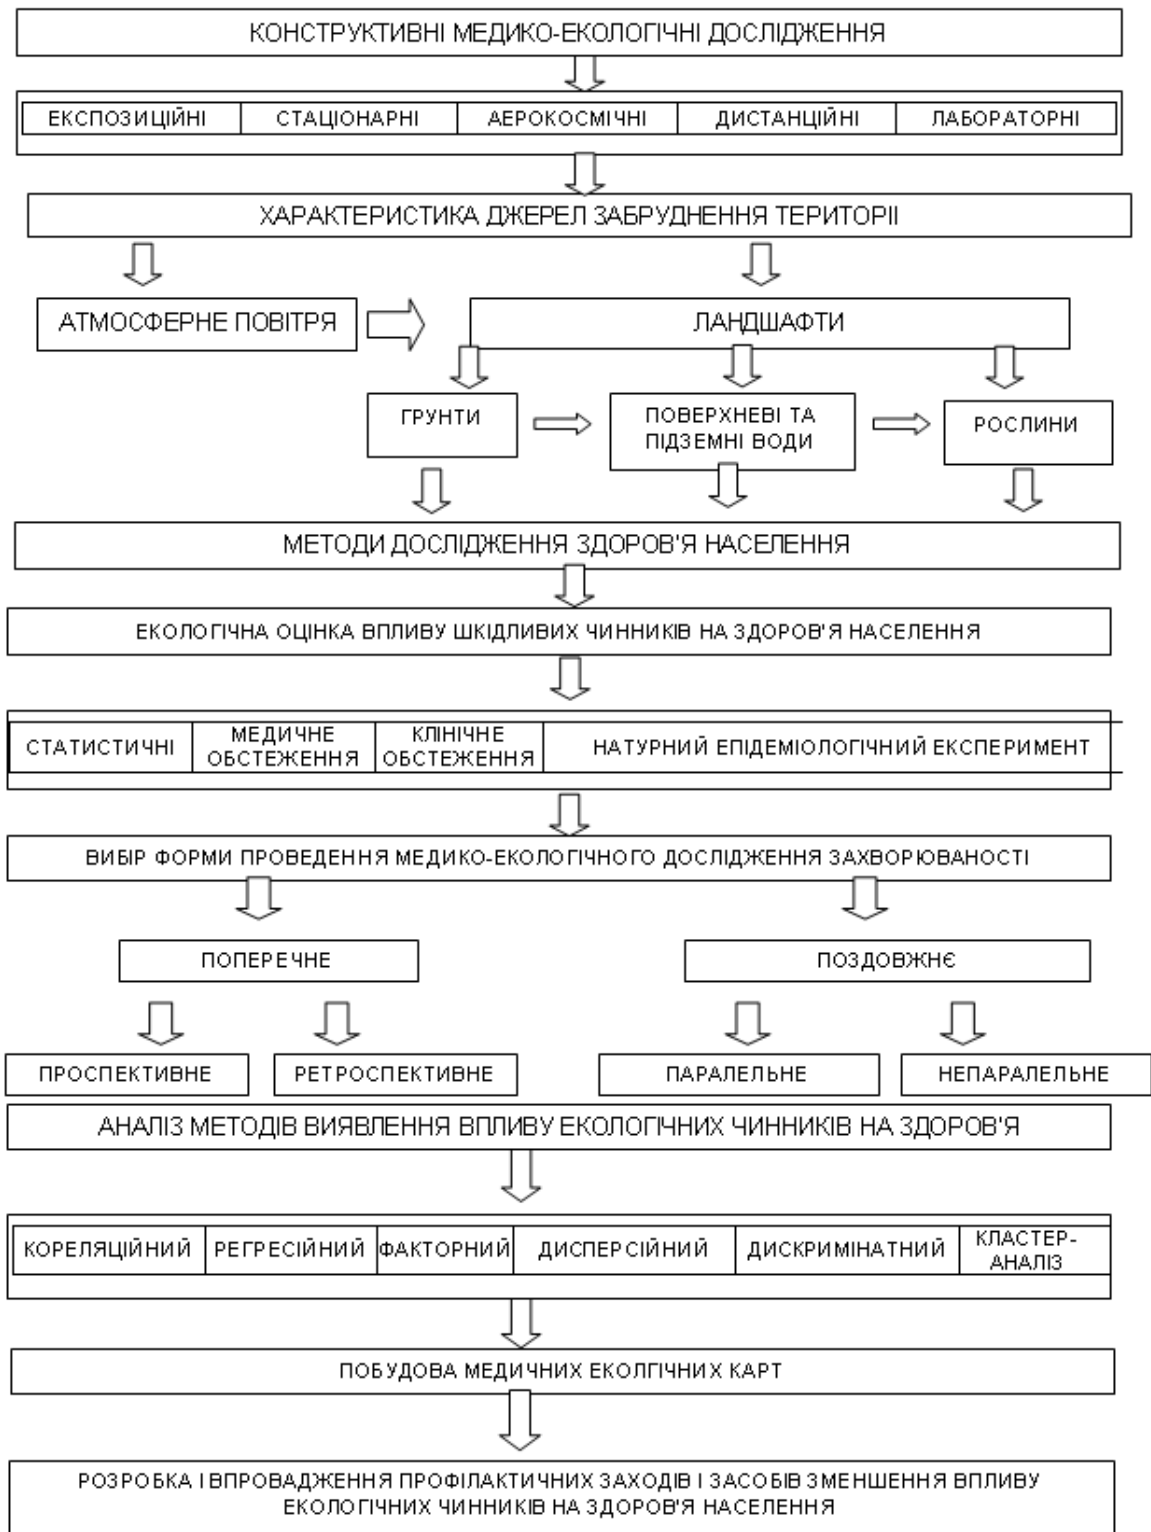 КОНСТРУКТИВНІ МЕДИКО-ЕКОЛОГІЧНІ ДОСЛІДЖЕННЯ
ЕКСПОЗИЦІЙНІ СТАЦІОНАРНІ АЕРОКОСМІЧНІ ДИСТАНЦІЙНІ ЛАБОРАТОРНІ
ХАРАКТЕРИСТИКА ДЖЕРЕЛ ЗАБРУДНЕННЯ ТЕРИТОРІІ
АТМОСФЕРНЕ ПОВІТРЯ
ЛАНДШАФТИ
ГРУНТИ
ПОВЕРХНЕВІ ТА
ПІДЗЕМНІ ВОДИ
РОСЛИНИ
МЕТОДИ ДОСЛІДЖЕННЯ ЗДОРОВ'Я НАСЕЛЕННЯ
ЕКОЛОГІЧНА ОЦІНКА ВПЛИВУ ШКІДЛИВИХ ЧИННИКІВ НА ЗДОРОВ'Я НАСЕЛЕННЯ
СТАТИСТИЧНІ
МЕДИЧНЕ
ОБСТЕЖЕННЯ
КЛІНІЧНЕ
ОБСТЕЖЕННЯ
НАТУРНИЙ ЕПІДЕМІОЛОГІЧНИЙ ЕКСПЕРИМЕНТ
ВИБІР ФОРМИ ПРОВЕДЕННЯ МЕДИКО-ЕКОЛОГІЧНОГО ДОСЛІДЖЕННЯ ЗАХВОРЮВАНОСТІ
ПОПЕРЕЧНЕ
ПОЗДОВЖНЄ
ПРОСПЕКТИВНЕ
РЕТРОСПЕКТИВНЕ
ПАРАЛЕЛЬНЕ
НЕПАРАЛЕЛЬНЕ
АНАЛІЗ МЕТОДІВ ВИЯВЛЕННЯ ВПЛИВУ ЕКОЛОГІЧНИХ ЧИННИКІВ НА ЗДОРОВ'Я
КОРЕЛЯЦІЙНИЙ РЕГРЕСІЙНИЙ ФАКТОРНИЙ ДИСПЕРСІЙНИЙ ДИСКРИМІНАТНИЙ
КЛАСТЕР-
АНАЛІЗ
ПОБУДОВА МЕДИЧНИХ ЕКОЛГІЧНИХ КАРТ
РОЗРОБКА І ВПРОВАДЖЕННЯ ПРОФІЛАКТИЧНИХ ЗАХОДІВ І ЗАСОБІВ ЗМЕНШЕННЯ ВПЛИВУ
ЕКОЛОГІЧНИХ ЧИННИКІВ НА ЗДОРОВ'Я НАСЕЛЕННЯ